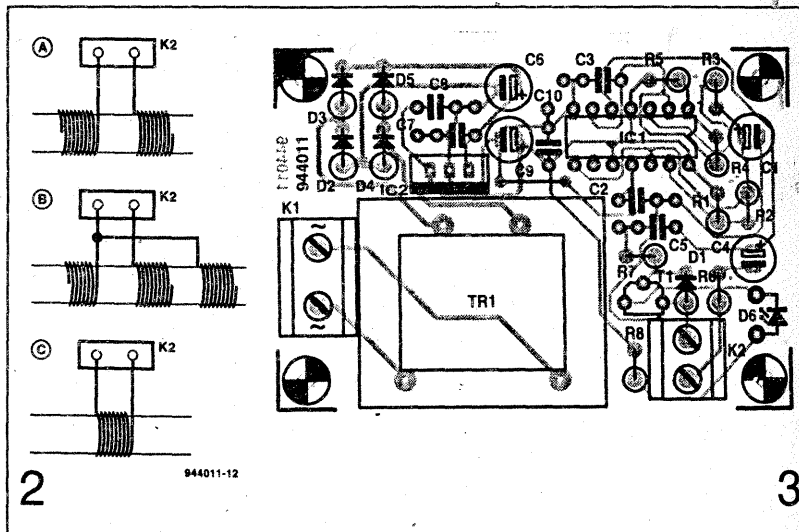 A
K2
B
K2
C
K2
944011-12
2
C6
C3
R5
R3
D5
C8
C10
D3
C7
IC1
944011
944011
R4
C1
D2
D4
IC2
C9
C2
R1
R2
K1
C5
C4
R7
D1
T1
R6
~
TR1
D6
~
R8
K2
3